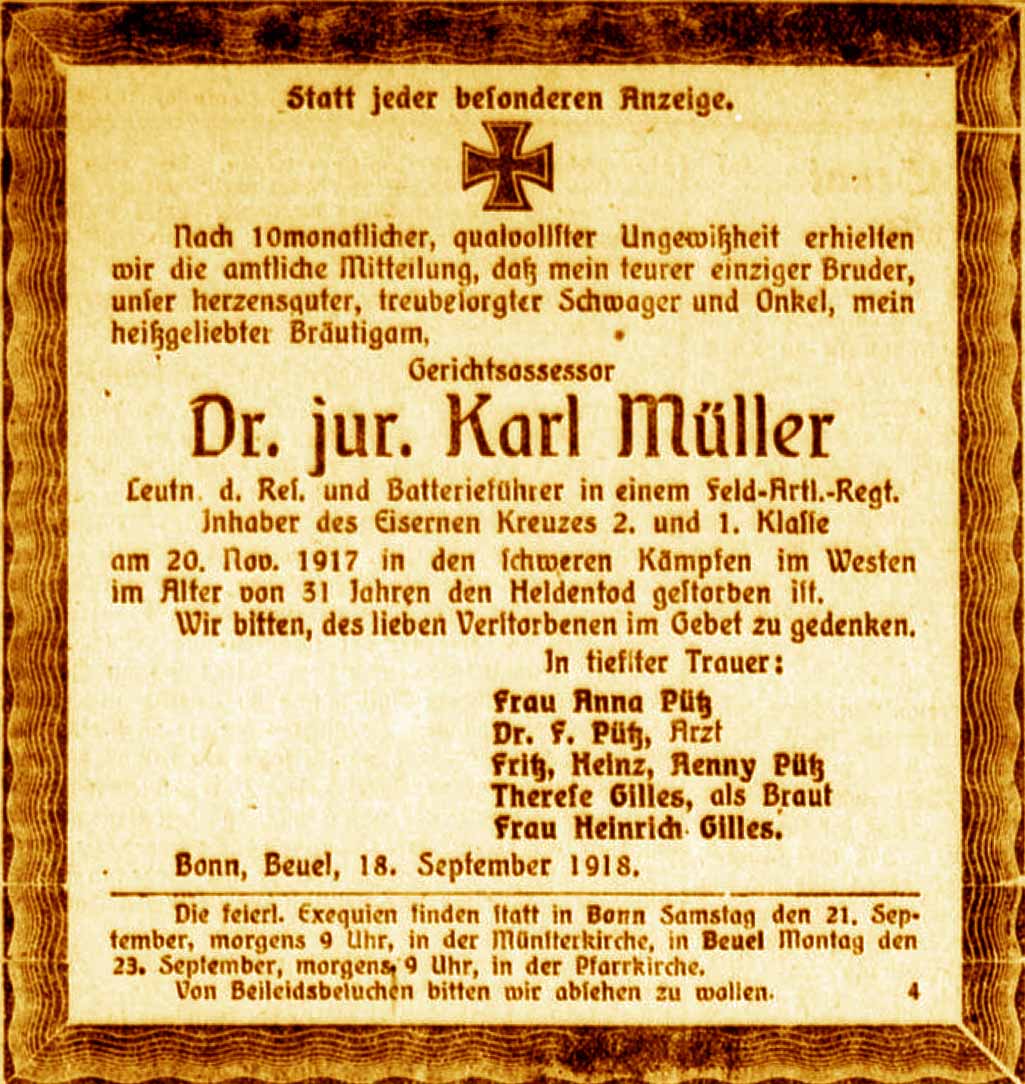 Statt jeder beſonderen Anzeige.
Nach 10monatlicher, qualvollſter Ungewißheit erhielten
wir die amtliche Mitteilung, daß mein teurer einziger Bruder,
unſer herzensguter, treubeſorgter Schwager und Onkel, mein
heißgeliebter Bräutigam,
Gerichtsassessor
Dr. jur. Karl Müller
Leutn. d. Reſ. und Batterieführer in einem Feld-Artl.-Regt.
Inhaber des Eisernen Kreuzes 2. und 1. Klaſſe
am 20. Nov. 1917 in den ſchweren Kämpfen im Westen
im Alter von 31 Jahren den Heldentod geſtorben iſt.
Wir bitten, des lieben Verſtorbenen im Gebet zu gedenken.
In tiefſter Trauer:
Frau Anna Pütz
Dr. F. Pütz, Arzt
Fritz, Heinz, Aenny Pütz
Thereſe Gilles, als Braut
Frau Heinrich Gilles.
Bonn, Beuel, 18. September 1918.
Die feierl. Exequien finden ſtatt in Bonn Samstag den 21. Sep-
tember, morgens 9 Uhr, in der Münſterkirche, in Beuel Montag den
23. September, morgens 9 Uhr, in der Pfarrkirche.
Von Beileidsbeſuchen bitten wir abſehen zu wollen. 4